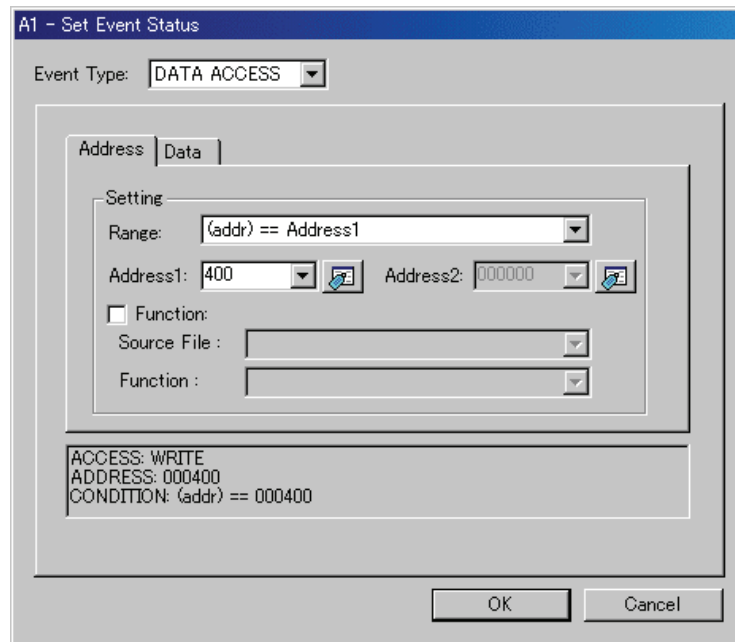 A1 - Set Event Status
Event Type: DATA ACCESS
Address Data
Setting
Range: (addr) == Address1
Address1: 400 Address2: 000000
Function:
Source File :
Function :
ACCESS: WRITE
ADDRESS: 000400
CONDITION: (addr) == 000400
OK Cancel